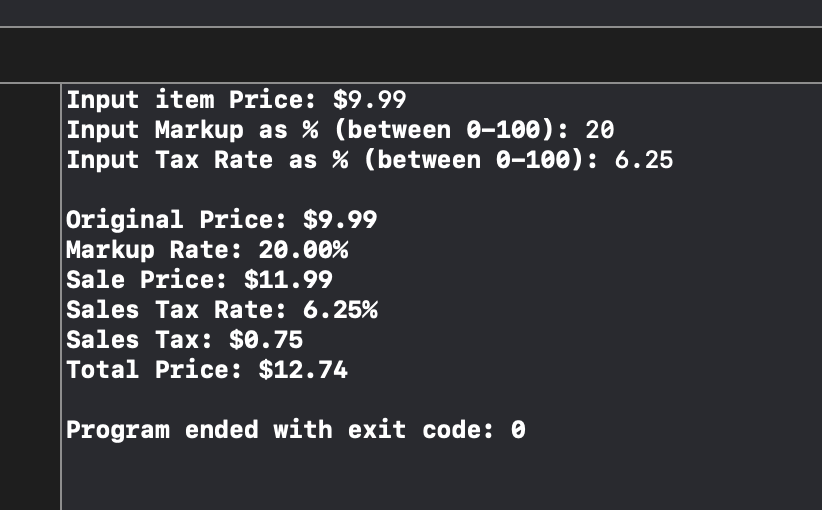 Input item Price: $9.99
Input Markup as % (between 0-100): 20
Input Tax Rate as % (between 0-100): 6.25
Original Price: $9.99
Markup Rate: 20.00%
Sale Price: $11.99
Sales Tax Rate: 6.25%
Sales Tax: $0.75
Total Price: $12.74
Program ended with exit code: 0